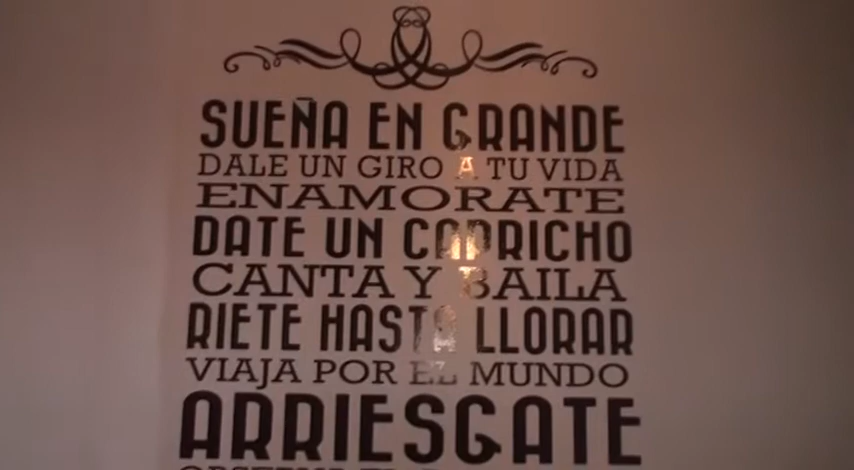 SUEÑA EN GRANDE
DALE UN GIRO A TU VIDA
ENAMORATE
DATE UN CAPRICHO
CANTA Y BAILA
RIETE HASTA LLORAR
VIAJA POR EL MUNDO
ARRIESGATE